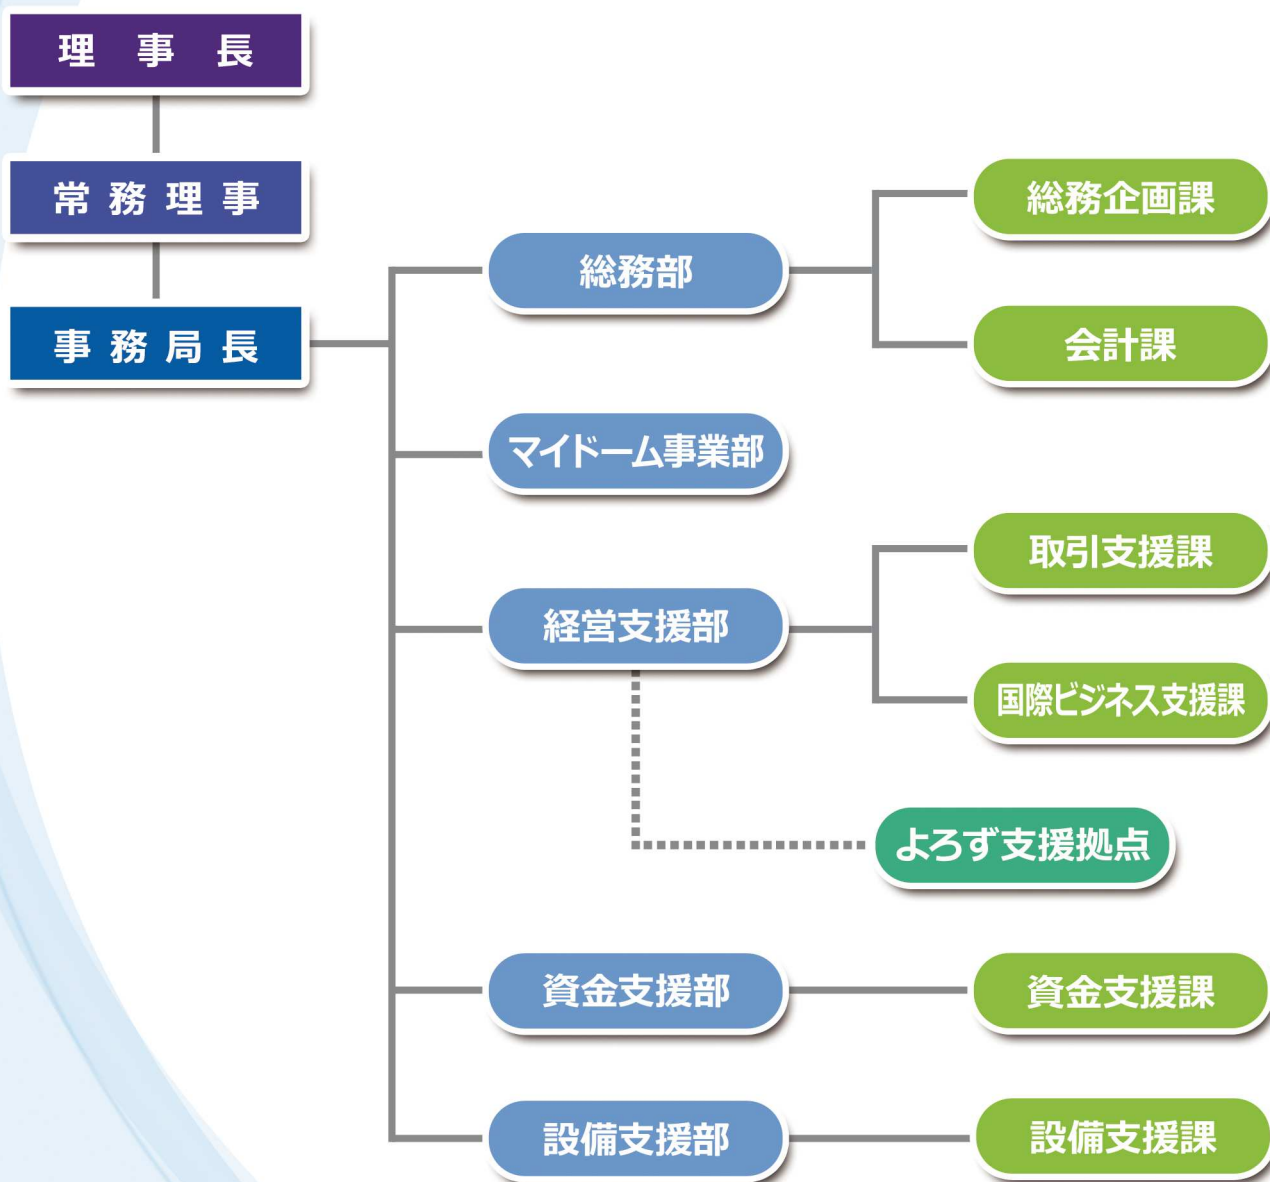 理事長
常務理事
事務局長
総務部
総務企画課
会計課
マイドーム事業部
経営支援部
取引支援課
国際ビジネス支援課
よろず支援拠点
資金支援部
資金支援課
設備支援部
設備支援課